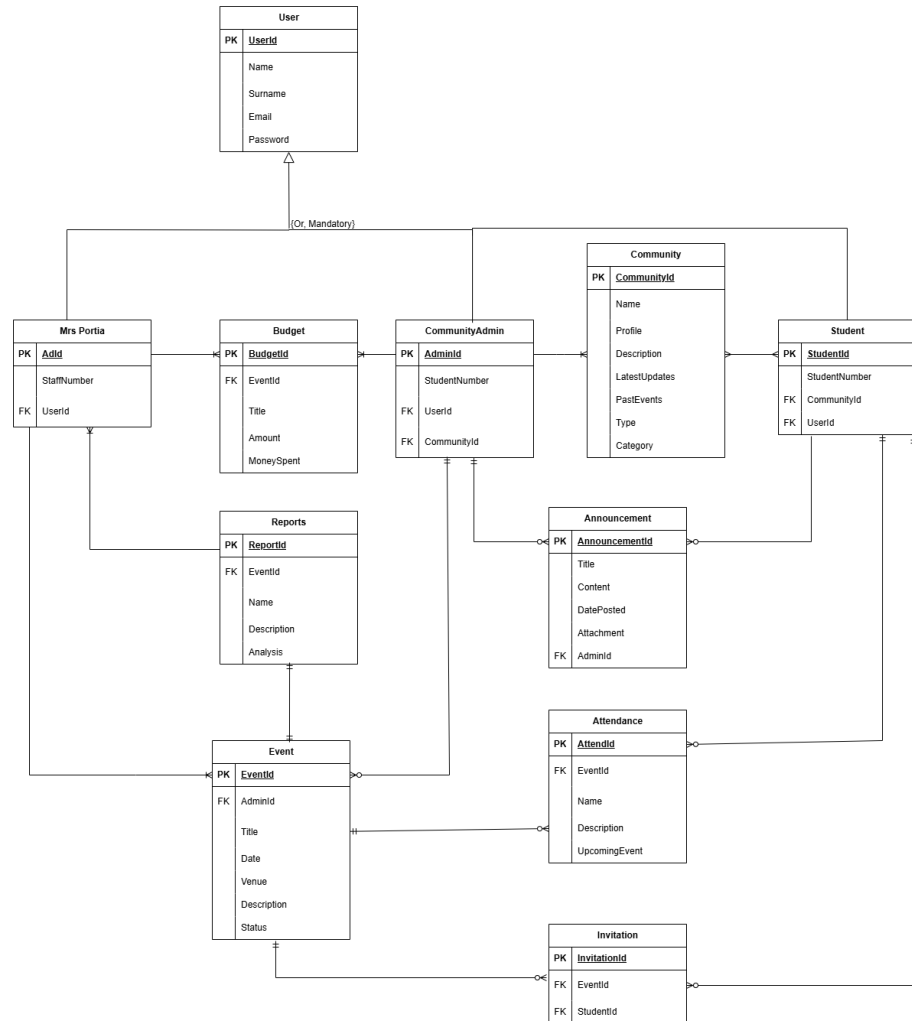 User
PK UserId
Name
Surname
Email
Password
{Or, Mandatory}
Mrs Portia
PK AdId
StaffNumber
FK UserId
Budget
PK BudgetId
FK EventId
Title
Amount
MoneySpent
CommunityAdmin
PK AdminId
StudentNumber
FK UserId
FK CommunityId
Community
PK CommunityId
Name
Profile
Description
LatestUpdates
PastEvents
Type
Category
Student
PK StudentId
StudentNumber
FK CommunityId
FK UserId
Reports
PK ReportId
FK EventId
Name
Description
Analysis
Announcement
PK AnnouncementId
Title
Content
DatePosted
Attachment
FK AdminId
Event
PK EventId
FK AdminId
Title
Date
Venue
Description
Status
Attendance
PK AttendId
FK EventId
Name
Description
UpcomingEvent
Invitation
PK InvitationId
FK EventId
FK StudentId